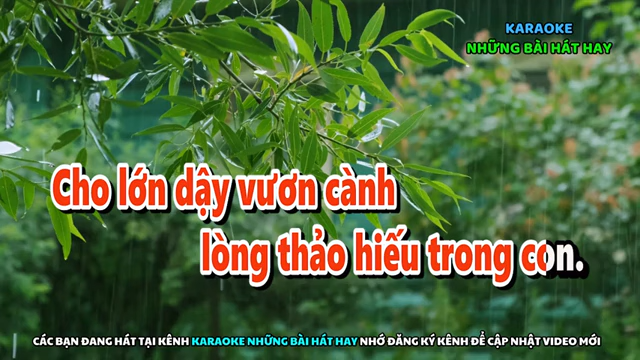 KARAOKE
NHỮNG BÀI HÁT HAY
Cho lớn dậy vươn cành
lòng thảo hiếu trong con.
CÁC BẠN ĐANG HÁT TẠI KÊNH KARAOKE NHỮNG BÀI HÁT HAY NHỚ ĐĂNG KÝ KÊNH ĐỂ CẬP NHẬT VIDEO MỚI